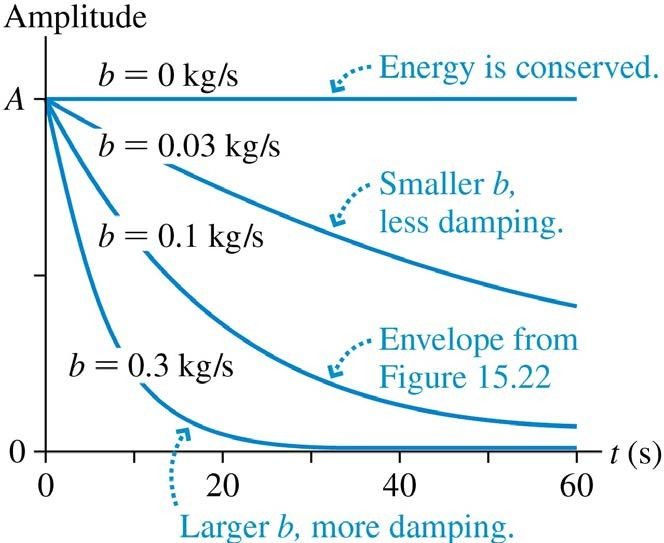 Amplitude
b = 0 kg/s
Energy is conserved.
A
b = 0.03 kg/s
Smaller b,
less damping.
b = 0.1 kg/s
Envelope from
Figure 15.22
b = 0.3 kg/s
0
t (s)
0 20 40 60
Larger b, more damping.